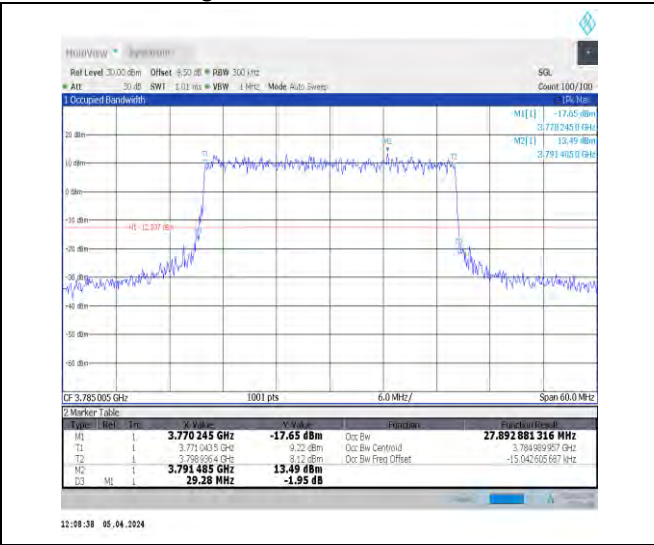 MultiView Spectrum
Ref Level 30.00 dBm Offset 9.50 dB RBW 300 kHz SGL
Att 30 dB SWT 1.01 ms VBW 1 MHz Mode Auto Sweep Count 100/100
1 Occupied Bandwidth 1Pk Max
M1[1] -17.65 dBm
3.7702450 GHz
M2[1] 13.49 dBm
3.7914850 GHz
20 dBm
M2
T1 T2
10 dBm
0 dBm
-10 dBm
-20 dBm
-30 dBm
-40 dBm
-50 dBm
-60 dBm
CF 3.785 005 GHz 1001 pts 6.0 MHz/ Span 60.0 MHz
2 Marker Table
Type Ref Trc X-Value Y-Value Function Function Result
M1 1 3.770 245 GHz -17.65 dBm Occ Bw 27.892 881 316 MHz
T1 1 3.771 043 5 GHz 9.22 dBm Occ Bw Centroid 3.784 989 957 GHz
T2 1 3.798 936 4 GHz 8.12 dBm Occ Bw Freq Offset -15.042 605 687 kHz
M2 1 3.791 485 GHz 13.49 dBm
D3 M1 1 29.28 MHz -1.95 dB
12:08:38 05.04.2024